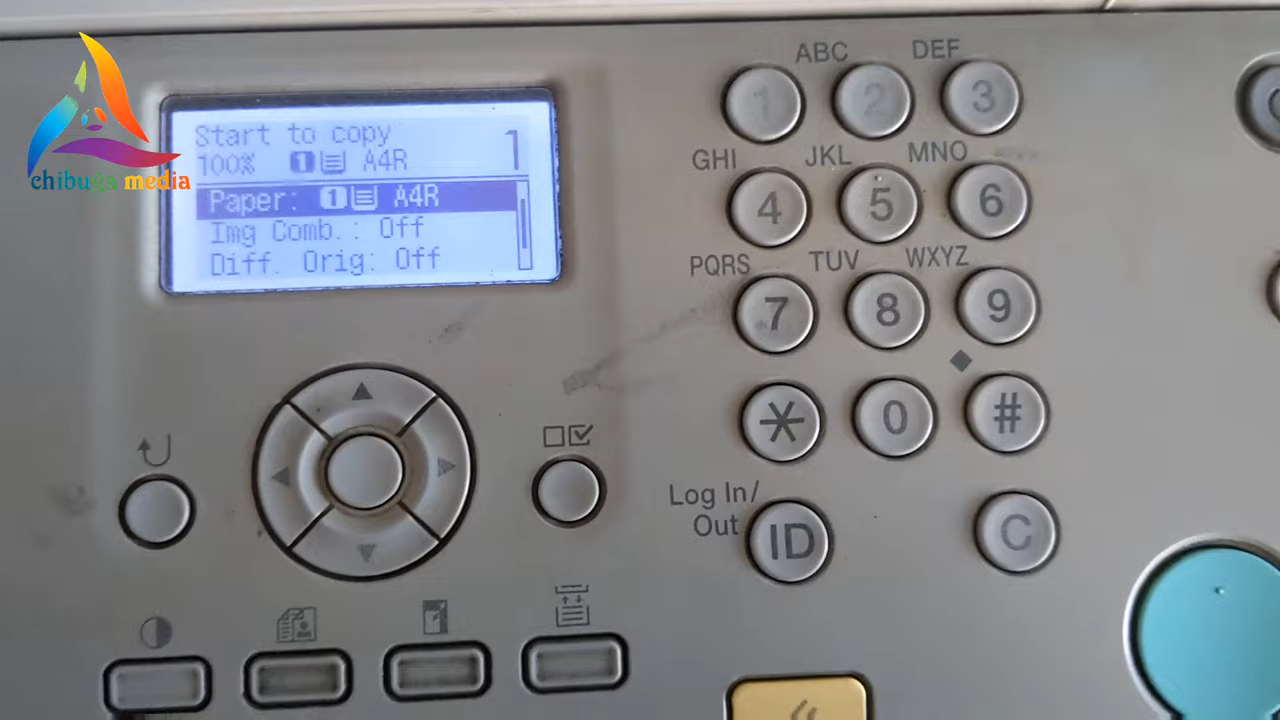 chibuga media
Start to copy
100% 1 A4R 1
Paper: 1 A4R
Img Comb.: Off
Diff. Orig: Off
ABC DEF
1 2 3
GHI JKL MNO
4 5 6
PQRS TUV WXYZ
7 8 9
* 0 #
Log In/
Out
ID C